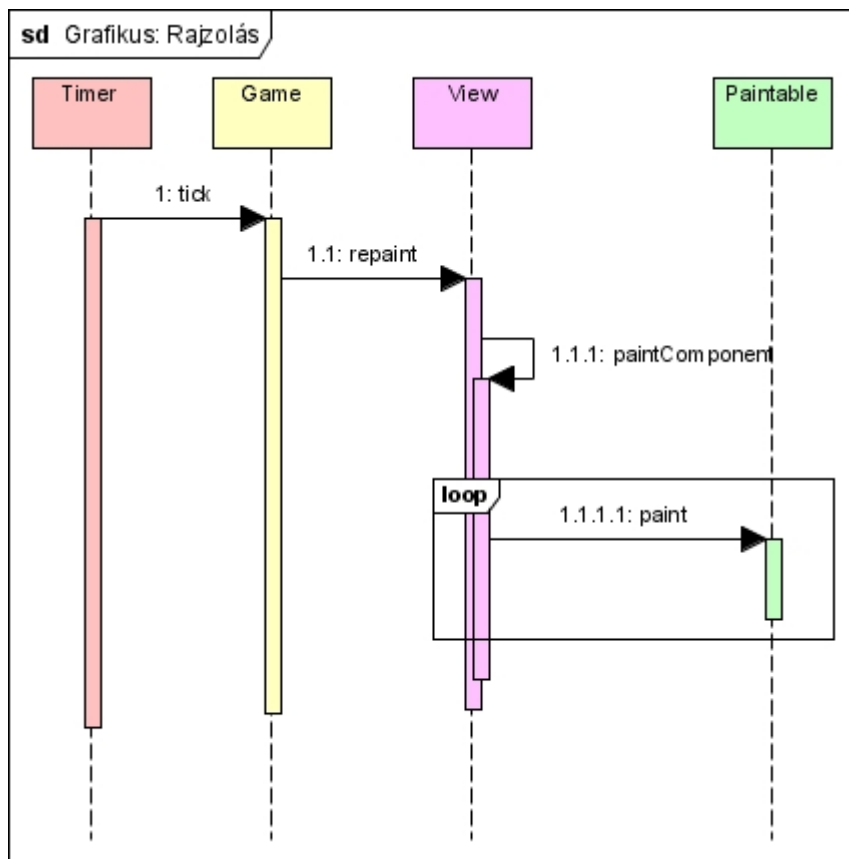 sd Grafikus: Rajzolás
Timer
Game
View
Paintable
1: tick
1.1: repaint
1.1.1: paintComponent
loop
1.1.1.1: paint